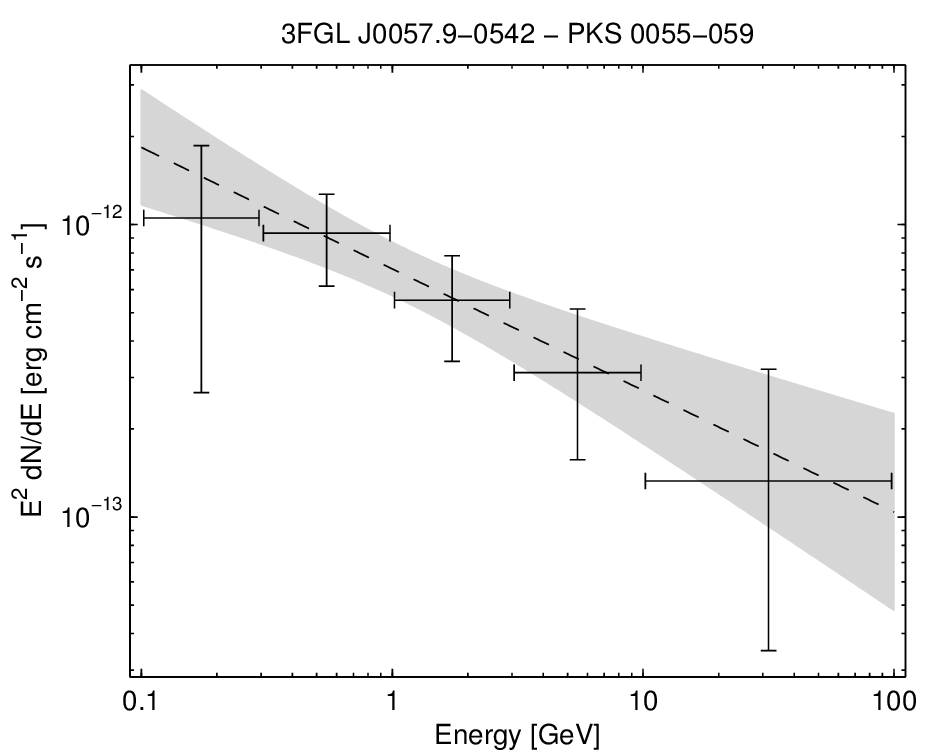 3FGL J0057.9−0542 − PKS 0055−059
E² dN/dE [erg cm⁻² s⁻¹]
10⁻¹²
10⁻¹³
0.1 1 10 100
Energy [GeV]